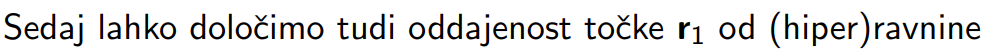 Sedaj lahko določimo tudi oddajenost točke r₁ od (hiper)ravnine